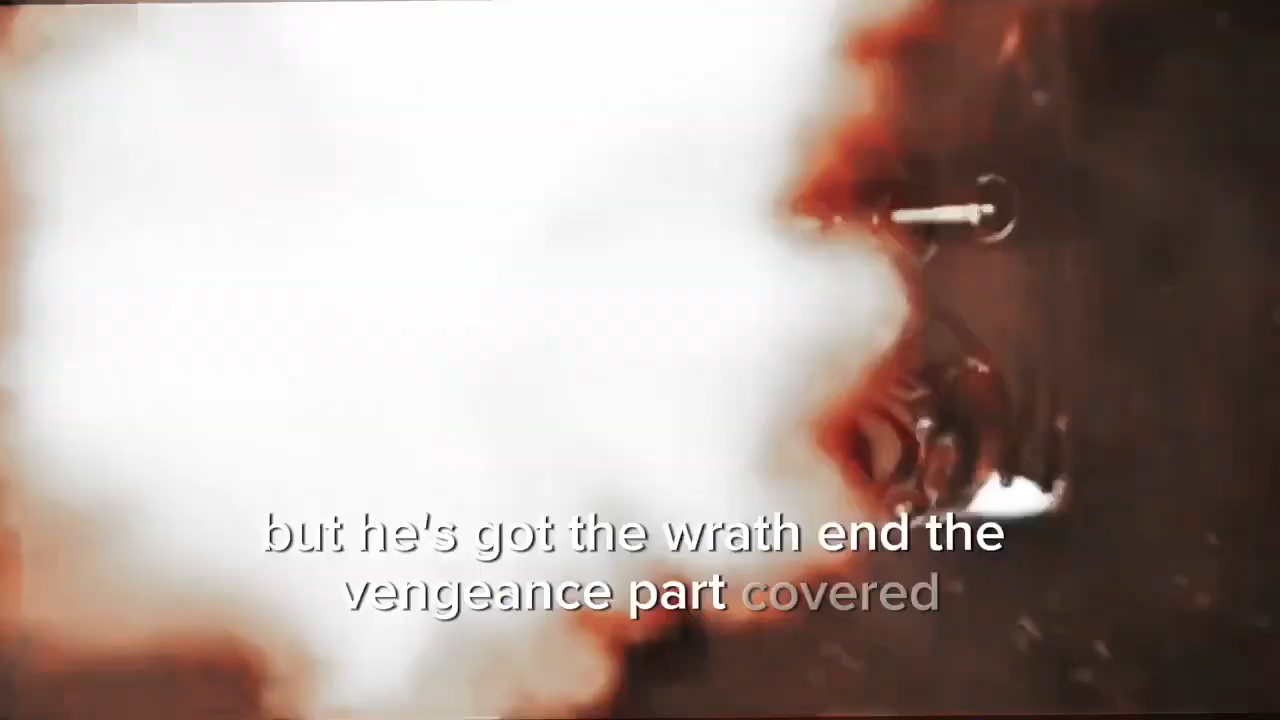 but he's got the wrath end the
vengeance part covered